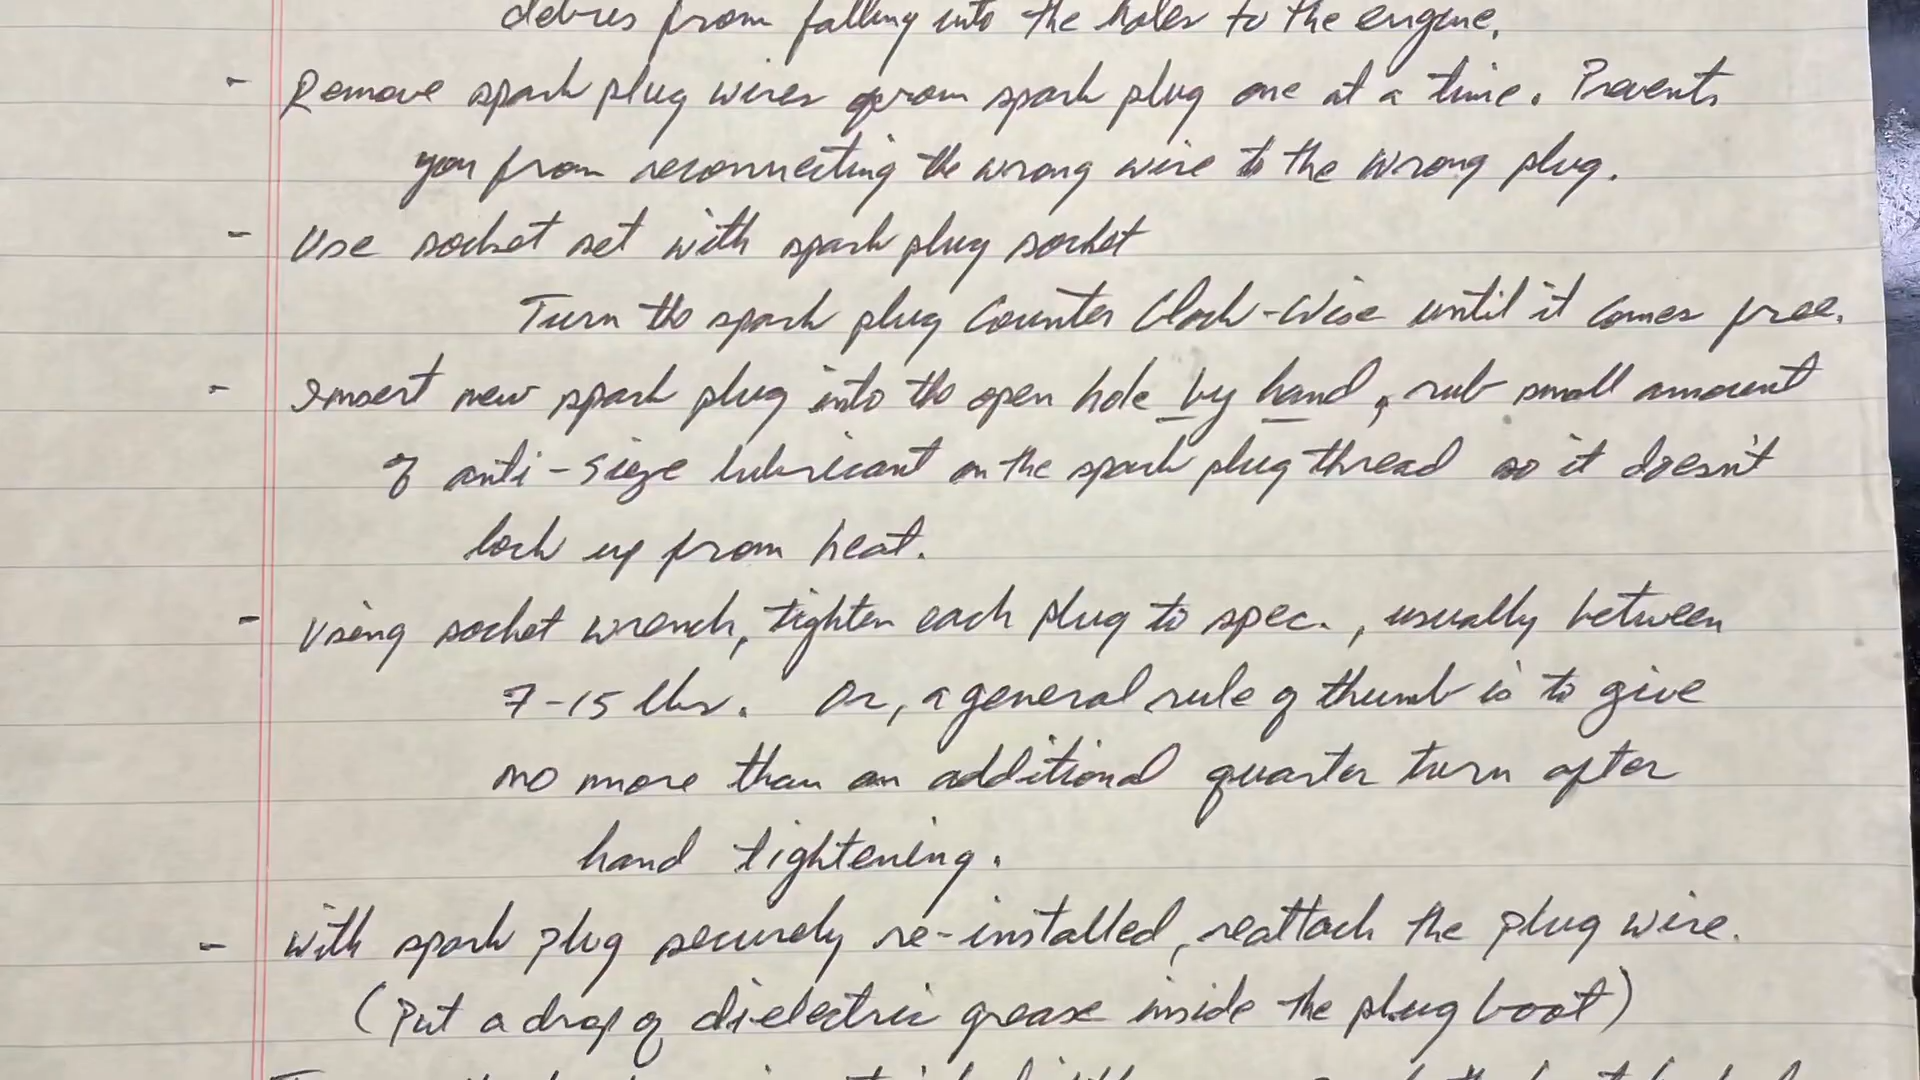 debris from falling into the holes to the engine.
- Remove spark plug wires from spark plug one at a time. Prevents
you from reconnecting the wrong wire to the wrong plug.
- Use socket set with spark plug socket
Turn the spark plug Counter Clock-Wise until it comes free.
- Insert new spark plug into the open hole by hand, rub small amount
of anti-sieze lubricant on the spark plug thread so it doesn't
lock up from heat.
- Using socket wrench, tighten each plug to spec., usually between
7-15 lbs. Or, a general rule of thumb is to give
no more than an additional quarter turn after
hand tightening.
- with spark plug securely re-installed, reattach the plug wire.
(Put a drop of dielectric grease inside the plug boot)